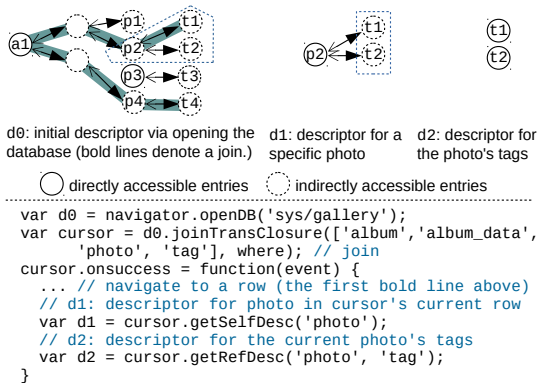 p1 t1 t1 t1
a1 p2 t2 p2 t2 t2
p3 t3
p4 t4
d0: initial descriptor via opening the
database (bold lines denote a join.)
d1: descriptor for a
specific photo
d2: descriptor for
the photo's tags
directly accessible entries indirectly accessible entries
var d0 = navigator.openDB('sys/gallery');
var cursor = d0.joinTransClosure(['album','album_data',
'photo', 'tag'], where); // join
cursor.onsuccess = function(event) {
... // navigate to a row (the first bold line above)
// d1: descriptor for photo in cursor's current row
var d1 = cursor.getSelfDesc('photo');
// d2: descriptor for the current photo's tags
var d2 = cursor.getRefDesc('photo', 'tag');
}